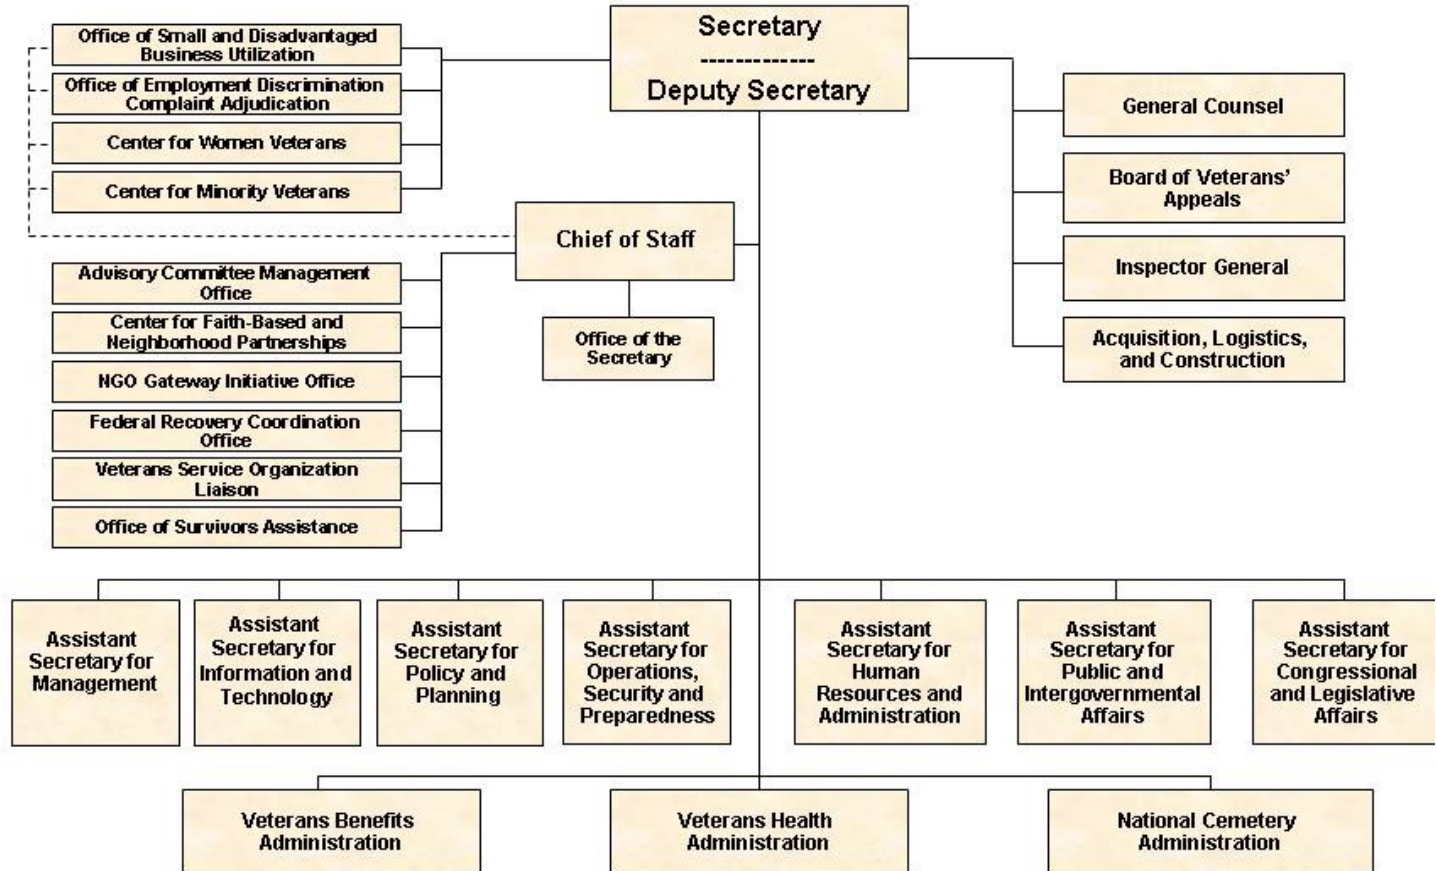 Secretary
-------------
Deputy Secretary
Office of Small and Disadvantaged
Business Utilization
Office of Employment Discrimination
Complaint Adjudication
Center for Women Veterans
Center for Minority Veterans
General Counsel
Board of Veterans’
Appeals
Inspector General
Acquisition, Logistics,
and Construction
Chief of Staff
Office of the
Secretary
Advisory Committee Management
Office
Center for Faith-Based and
Neighborhood Partnerships
NGO Gateway Initiative Office
Federal Recovery Coordination
Office
Veterans Service Organization
Liaison
Office of Survivors Assistance
Assistant
Secretary for
Management
Assistant
Secretary for
Information and
Technology
Assistant
Secretary for
Policy and
Planning
Assistant
Secretary for
Operations,
Security and
Preparedness
Assistant
Secretary for
Human
Resources and
Administration
Assistant
Secretary for
Public and
Intergovernmental
Affairs
Assistant
Secretary for
Congressional
and Legislative
Affairs
Veterans Benefits
Administration
Veterans Health
Administration
National Cemetery
Administration